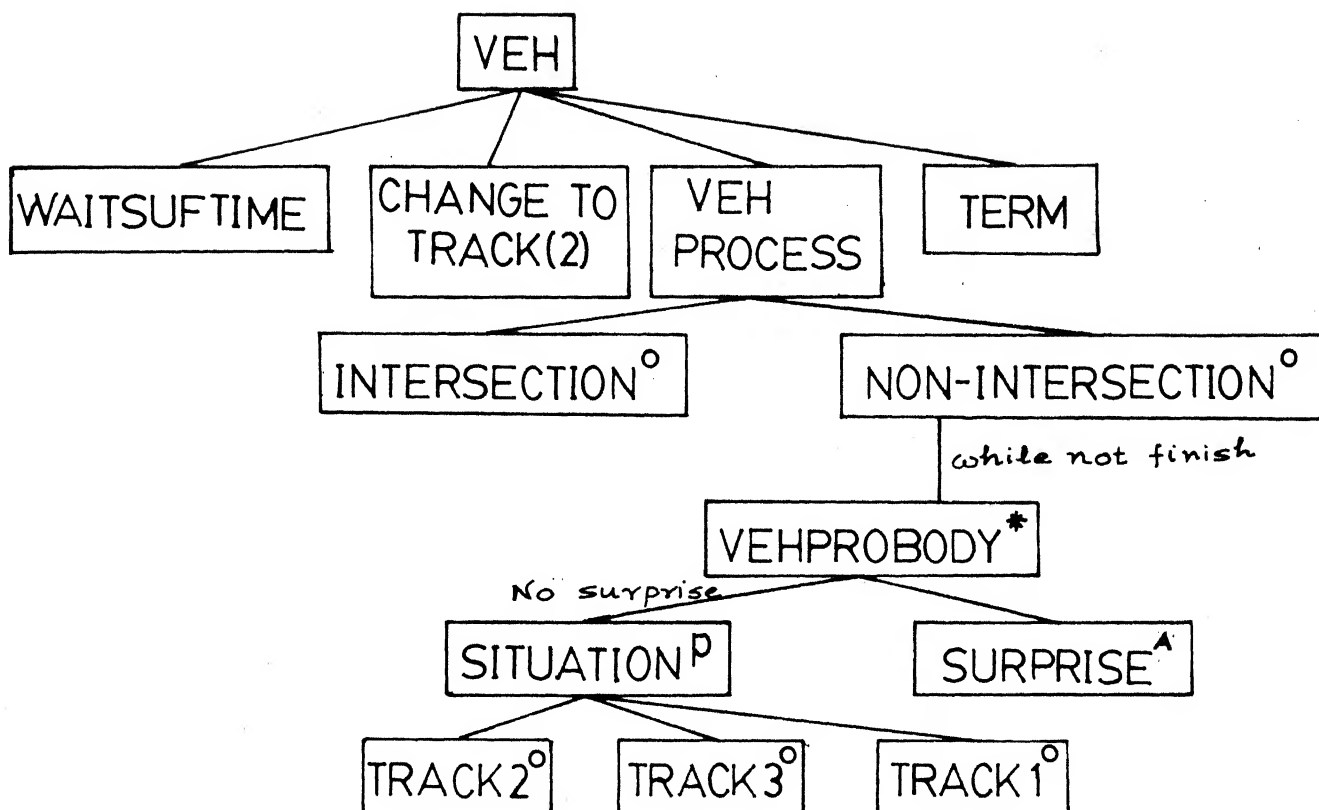 VEH
WAITSUFTIME
CHANGE TO
TRACK(2)
VEH
PROCESS
TERM
INTERSECTION°
NON-INTERSECTION°
while not finish
VEHPROBODY*
No surprise
SITUATION^P
SURPRISE^A
TRACK2°
TRACK3°
TRACK1°